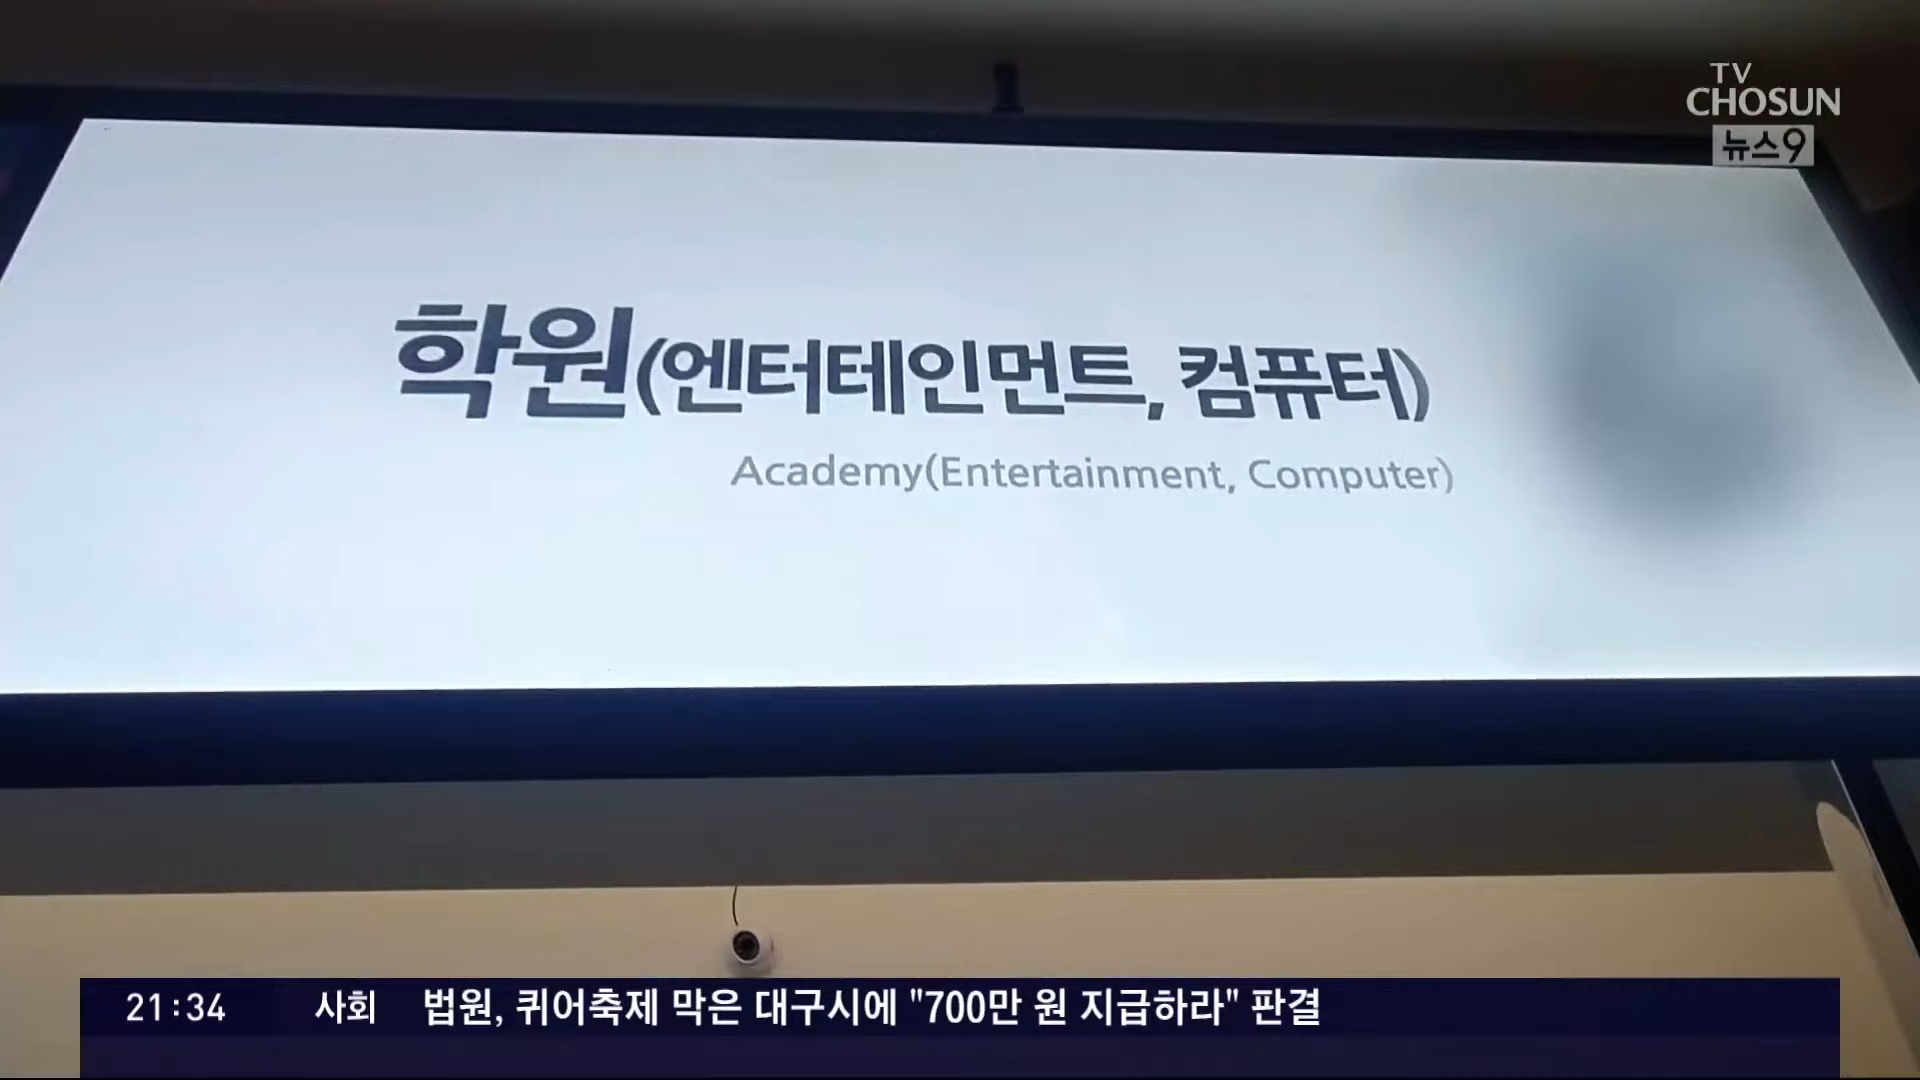 TV
CHOSUN
뉴스9
학원(엔터테인먼트, 컴퓨터)
Academy(Entertainment, Computer)
21:34 사회 법원, 퀴어축제 막은 대구시에 "700만 원 지급하라" 판결